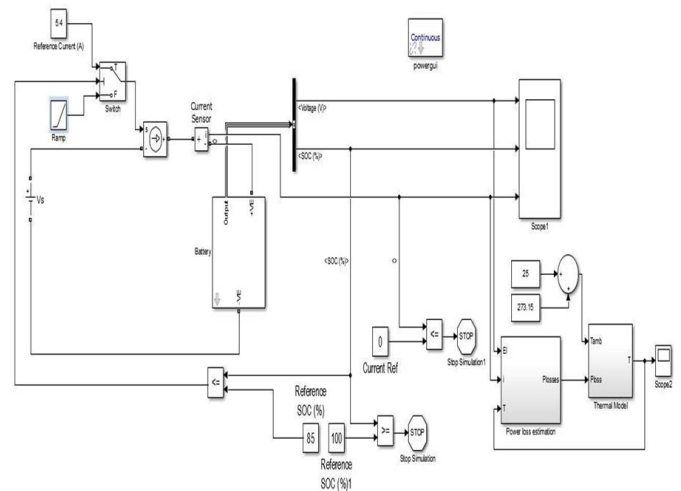 5.4
Reference Current (A)
Continuous
powergui
T
F
Switch
Ramp
Current
Sensor
s
+
-
+
i
-
<Voltage (V)>
<SOC (%)>
Scope1
+
Vs
Output
+VE
Battery
-VE
<SOC (%)>
25
273.15
+
+
<=
STOP
Stop Simulation1
0
Current Ref
EI
I
T
Plosses
Power loss estimation
Tamb
Ploss
T
Thermal Model
Scope2
<=
Reference
SOC (%)
85
100
>=
STOP
Stop Simulation
Reference
SOC (%)1